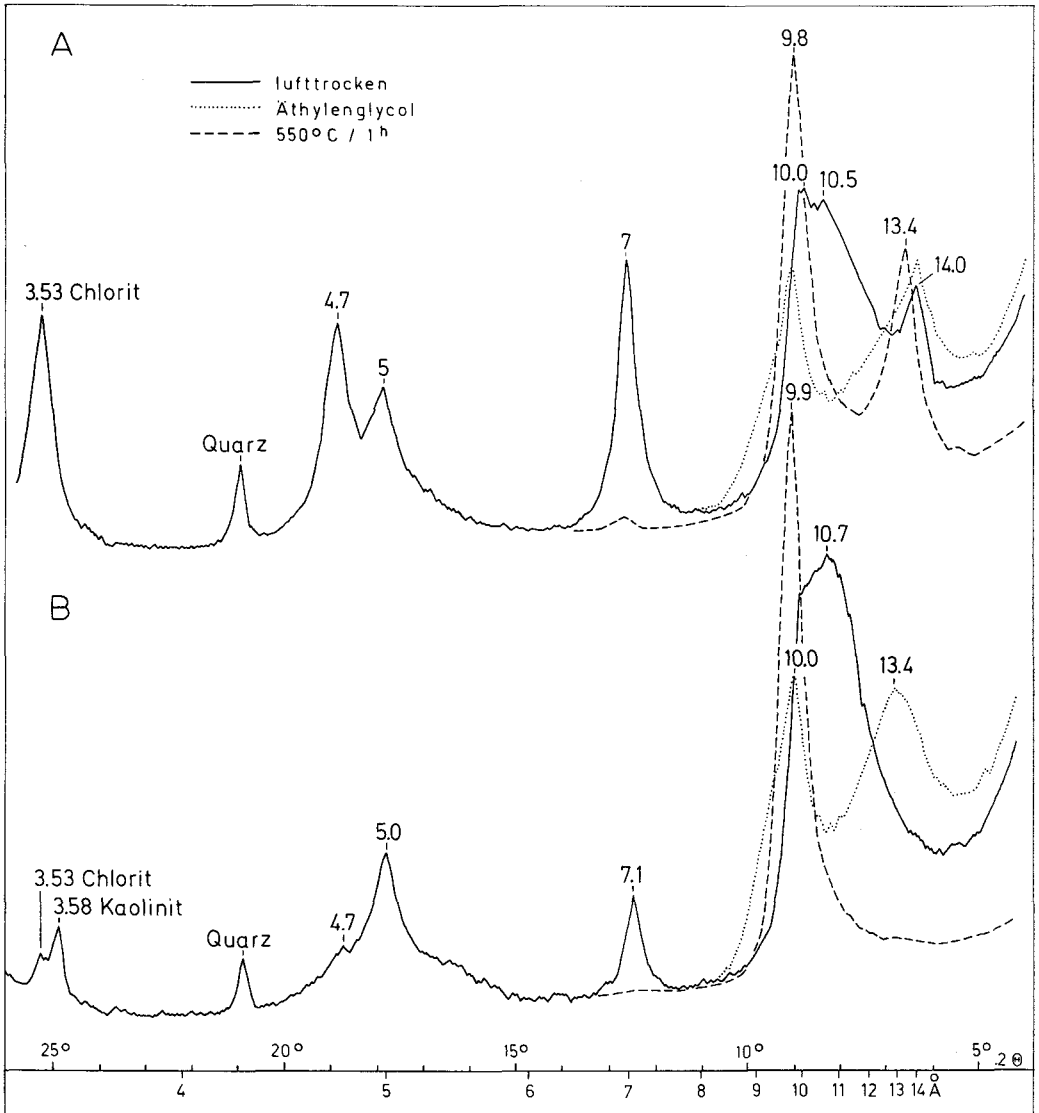 A
lufttrocken
Äthylenglycol
550°C / 1h
9.8
10.0
10.5
13.4
14.0
7
3.53 Chlorit
4.7
5
Quarz
9.9
10.7
B
10.0
13.4
5.0
7.1
3.53 Chlorit
3.58 Kaolinit
4.7
Quarz
25° 20° 15° 10° 5° .2Θ
4 5 6 7 8 9 10 11 12 13 14 Å